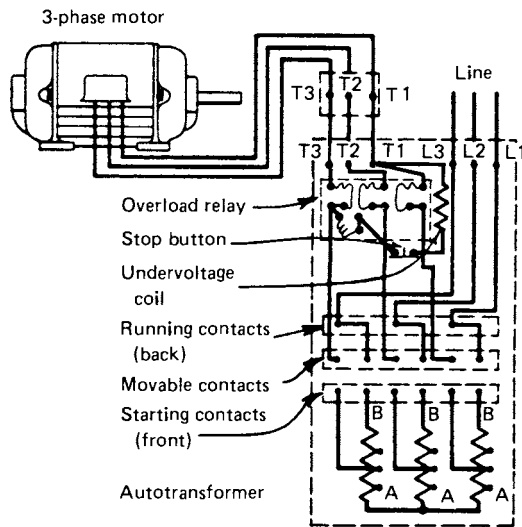 3-phase motor
T3 T2 T1
Line
T3 T2 T1 L3 L2 L1
Overload relay
Stop button
Undervoltage
coil
Running contacts
(back)
Movable contacts
Starting contacts
(front)
B B B
Autotransformer
A A A